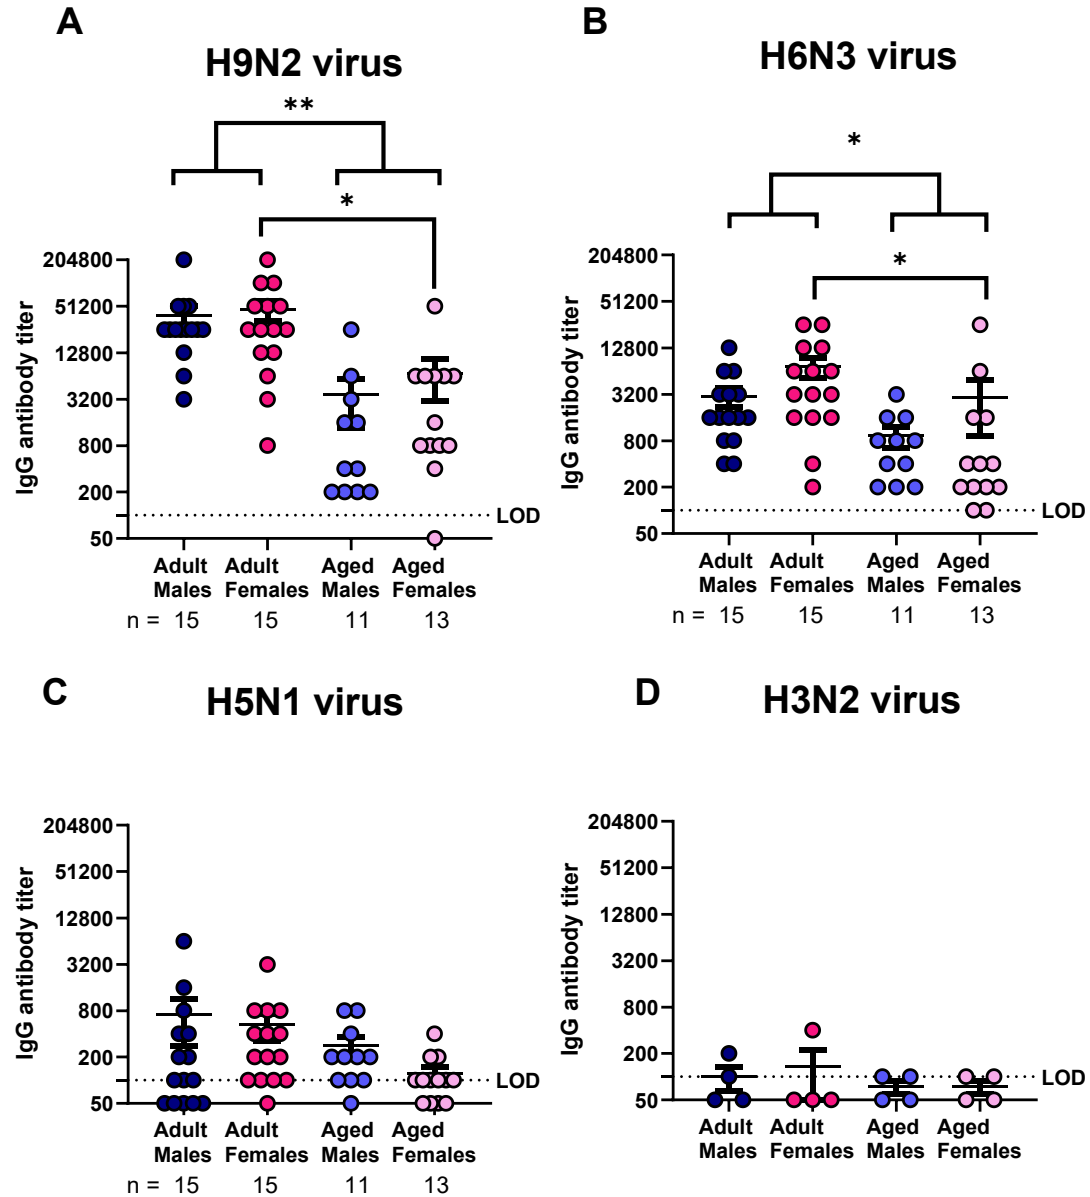 A
H9N2 virus
**
*
IgG antibody titer
204800
51200
12800
3200
800
200
50
LOD
Adult Males
Adult Females
Aged Males
Aged Females
n = 15 15 11 13
B
H6N3 virus
*
*
IgG antibody titer
204800
51200
12800
3200
800
200
50
LOD
Adult Males
Adult Females
Aged Males
Aged Females
n = 15 15 11 13
C
H5N1 virus
IgG antibody titer
204800
51200
12800
3200
800
200
50
LOD
Adult Males
Adult Females
Aged Males
Aged Females
n = 15 15 11 13
D
H3N2 virus
IgG antibody titer
204800
51200
12800
3200
800
200
50
LOD
Adult Males
Adult Females
Aged Males
Aged Females